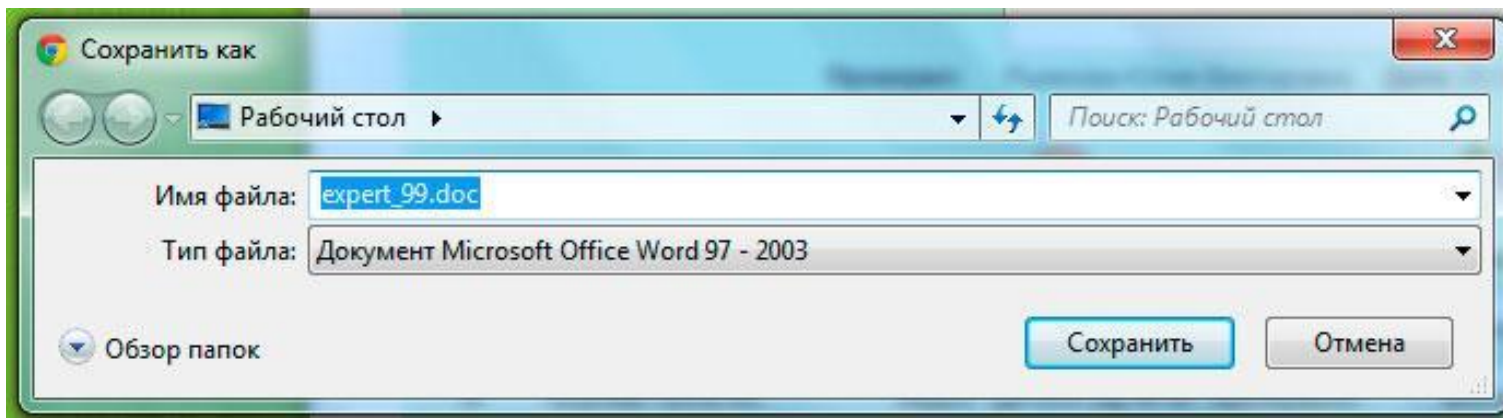 Сохранить как
Рабочий стол
Поиск: Рабочий стол
Имя файла: expert_99.doc
Тип файла: Документ Microsoft Office Word 97 - 2003
Обзор папок
Сохранить
Отмена